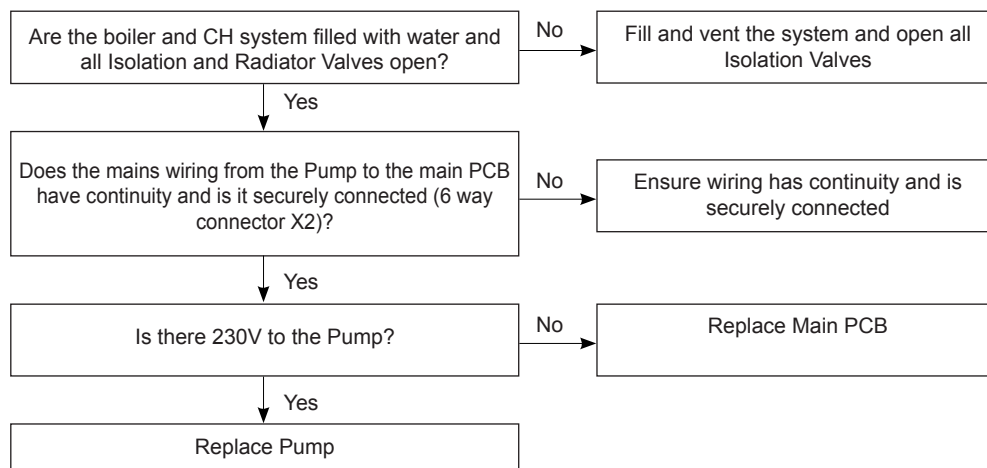 Are the boiler and CH system filled with water and
all Isolation and Radiator Valves open?
No
Fill and vent the system and open all
Isolation Valves
Yes
Does the mains wiring from the Pump to the main PCB
have continuity and is it securely connected (6 way
connector X2)?
No
Ensure wiring has continuity and is
securely connected
Yes
Is there 230V to the Pump?
No
Replace Main PCB
Yes
Replace Pump